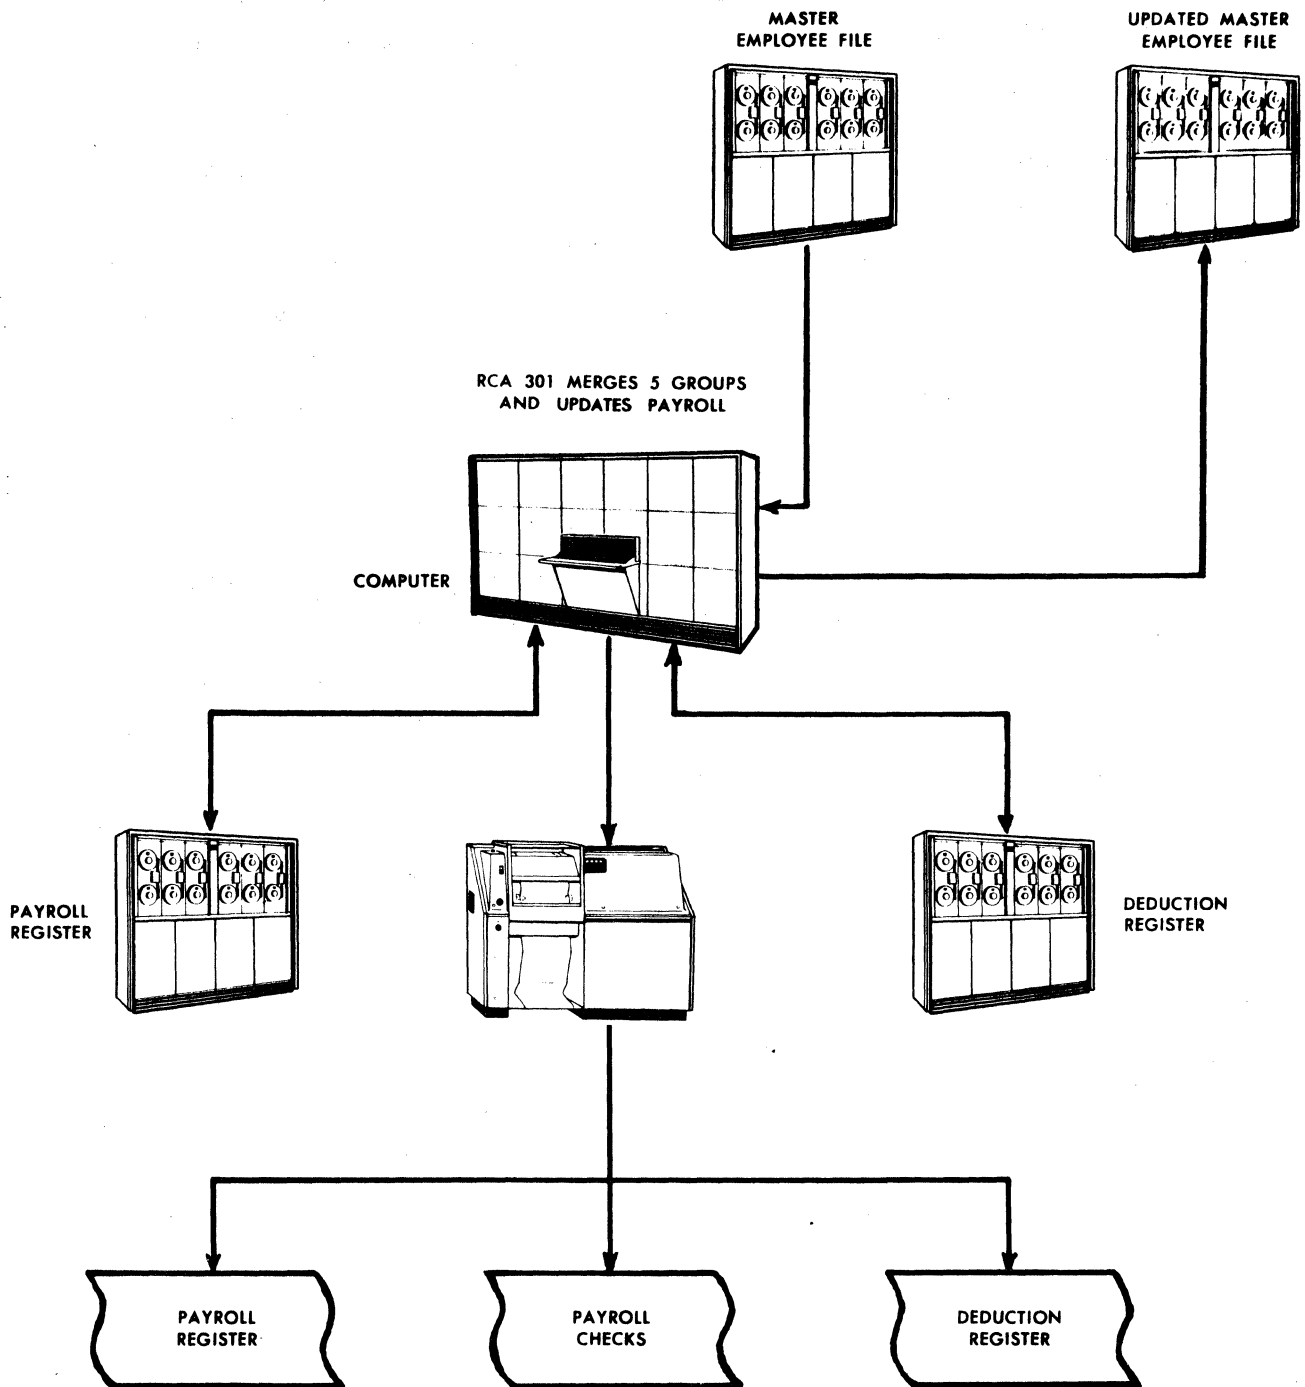 MASTER
EMPLOYEE FILE
UPDATED MASTER
EMPLOYEE FILE
RCA 301 MERGES 5 GROUPS
AND UPDATES PAYROLL
COMPUTER
PAYROLL
REGISTER
DEDUCTION
REGISTER
PAYROLL
REGISTER
PAYROLL
CHECKS
DEDUCTION
REGISTER